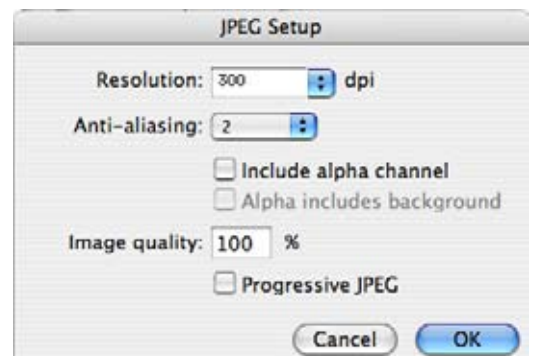 JPEG Setup
Resolution: 300 dpi
Anti-aliasing: 2
Include alpha channel
Alpha includes background
Image quality: 100 %
Progressive JPEG
Cancel OK